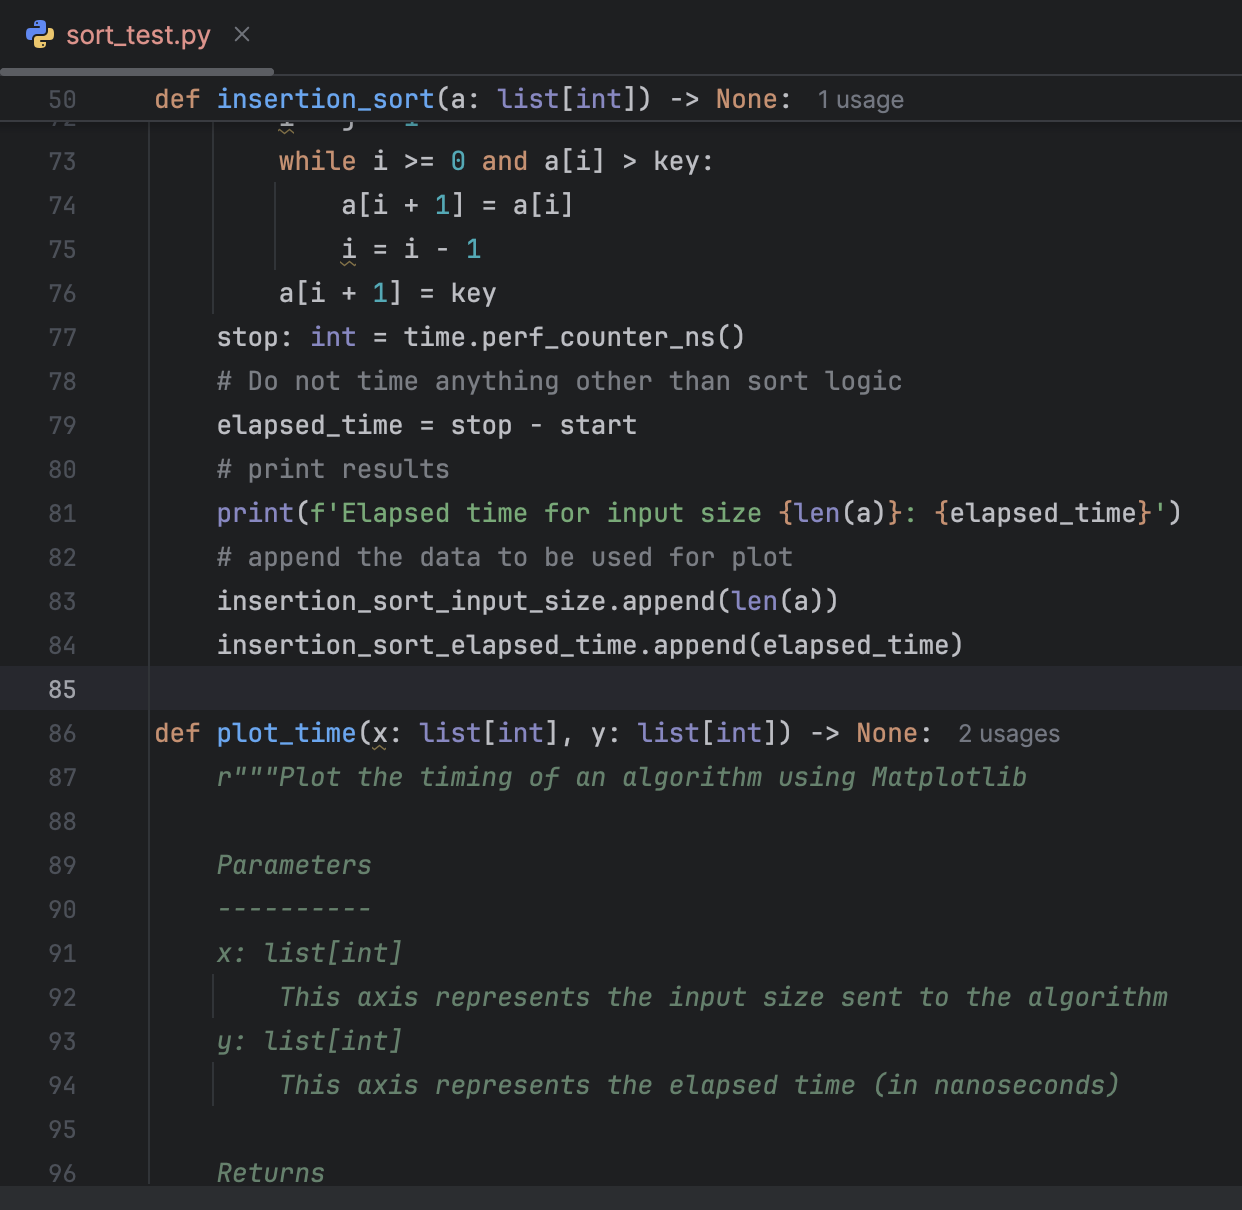 sort_test.py
50 def insertion_sort(a: list[int]) -> None: 1 usage
73 while i >= 0 and a[i] > key:
74 a[i + 1] = a[i]
75 i = i - 1
76 a[i + 1] = key
77 stop: int = time.perf_counter_ns()
78 # Do not time anything other than sort logic
79 elapsed_time = stop - start
80 # print results
81 print(f'Elapsed time for input size {len(a)}: {elapsed_time}')
82 # append the data to be used for plot
83 insertion_sort_input_size.append(len(a))
84 insertion_sort_elapsed_time.append(elapsed_time)
85
86 def plot_time(x: list[int], y: list[int]) -> None: 2 usages
87 r"""Plot the timing of an algorithm using Matplotlib
88
89 Parameters
90 ----------
91 x: list[int]
92 This axis represents the input size sent to the algorithm
93 y: list[int]
94 This axis represents the elapsed time (in nanoseconds)
95
96 Returns